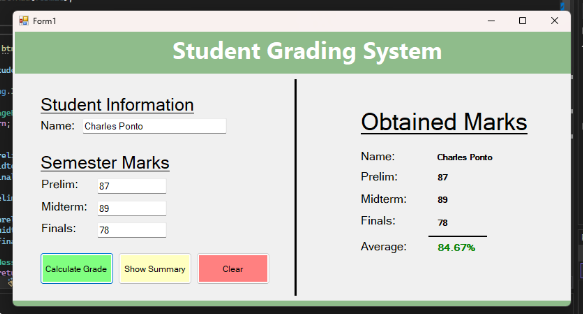 Form1
Student Grading System
Student Information
Name: Charles Ponto
Semester Marks
Prelim: 87
Midterm: 89
Finals: 78
Calculate Grade Show Summary Clear
Obtained Marks
Name: Charles Ponto
Prelim: 87
Midterm: 89
Finals: 78
Average: 84.67%